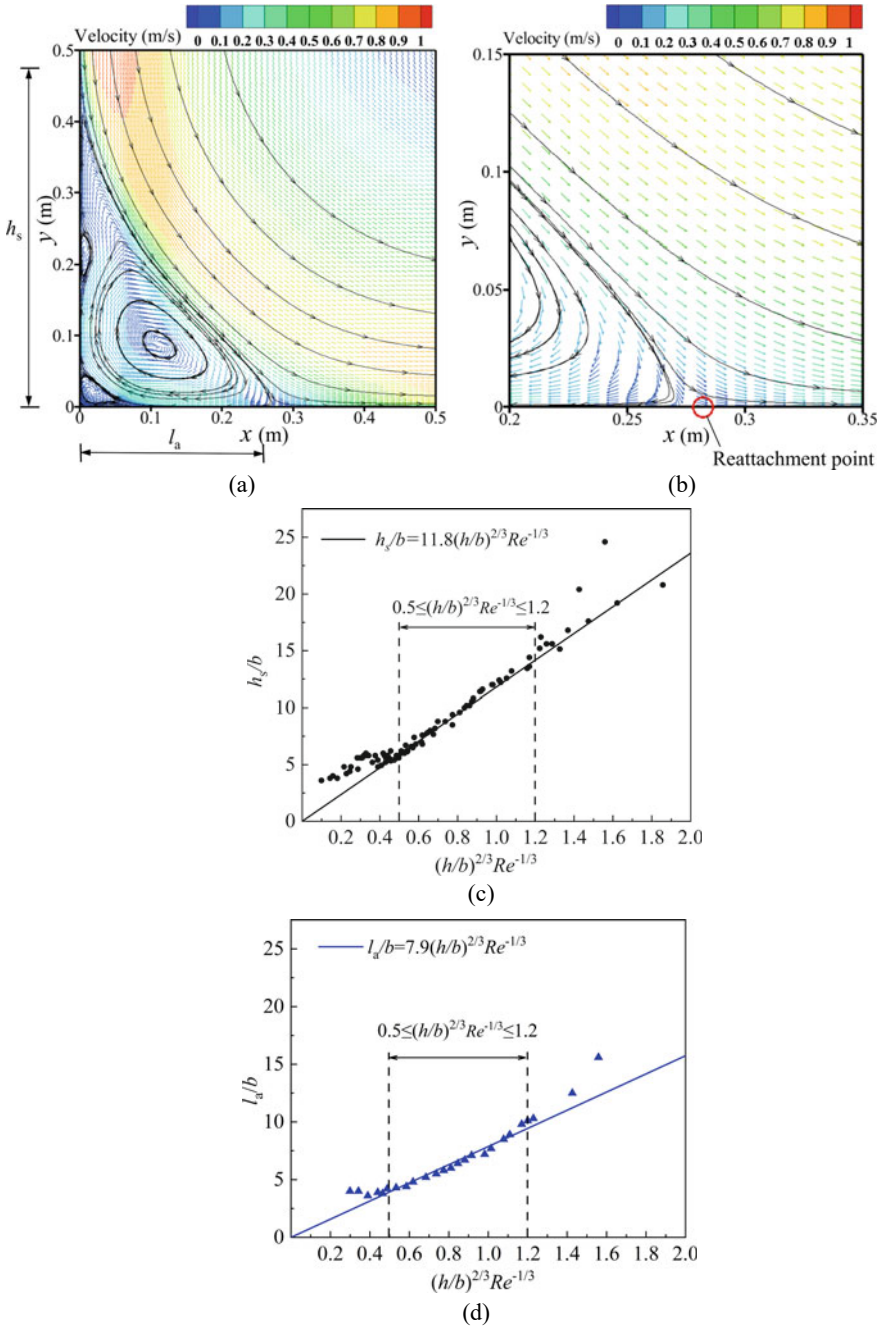 Velocity (m/s)
0 0.1 0.2 0.3 0.4 0.5 0.6 0.7 0.8 0.9 1
0.5
0.4
0.3
0.2
0.1
0
y (m)
hs
0 0.1 0.2 0.3 0.4 0.5
x (m)
la
(a)
Velocity (m/s)
0 0.1 0.2 0.3 0.4 0.5 0.6 0.7 0.8 0.9 1
0.15
0.1
0.05
0
y (m)
0.2 0.25 0.3 0.35
x (m)
Reattachment point
(b)
25
20
15
10
5
0
hs/b
hs/b=11.8(h/b)^2/3Re^-1/3
0.5≤(h/b)^2/3Re^-1/3≤1.2
0.2 0.4 0.6 0.8 1.0 1.2 1.4 1.6 1.8 2.0
(h/b)^2/3Re^-1/3
(c)
25
20
15
10
5
0
la/b
la/b=7.9(h/b)^2/3Re^-1/3
0.5≤(h/b)^2/3Re^-1/3≤1.2
0.2 0.4 0.6 0.8 1.0 1.2 1.4 1.6 1.8 2.0
(h/b)^2/3Re^-1/3
(d)